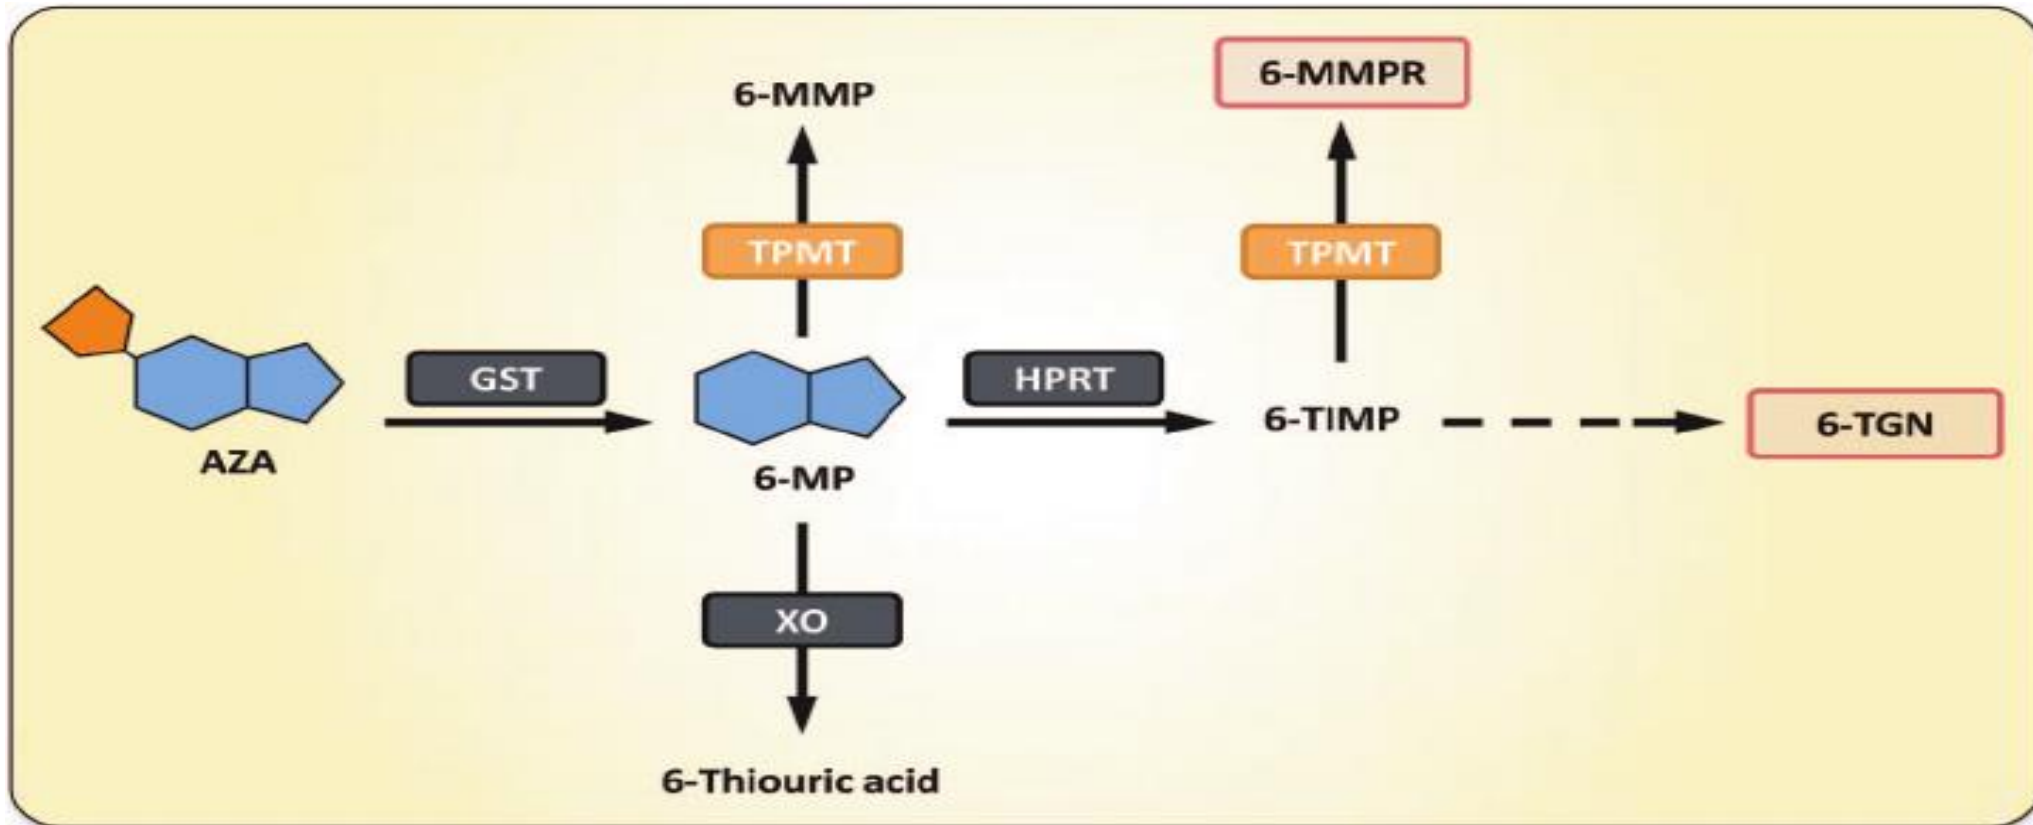 6-MMP
6-MMPR
TPMT
TPMT
GST
HPRT
AZA
6-MP
6-TIMP
6-TGN
XO
6-Thiouric acid